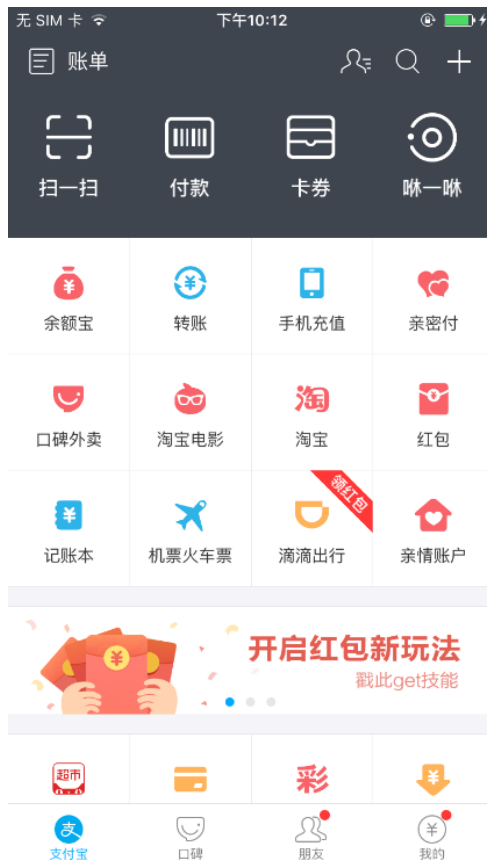 无 SIM 卡 下午10:12
账单
扫一扫 付款 卡券 咻一咻
余额宝 转账 手机充值 亲密付
口碑外卖 淘宝电影 淘 淘宝 红包
领红包
记账本 机票火车票 滴滴出行 亲情账户
开启红包新玩法
戳此get技能
超市 彩
支 支付宝 口碑 朋友 我的